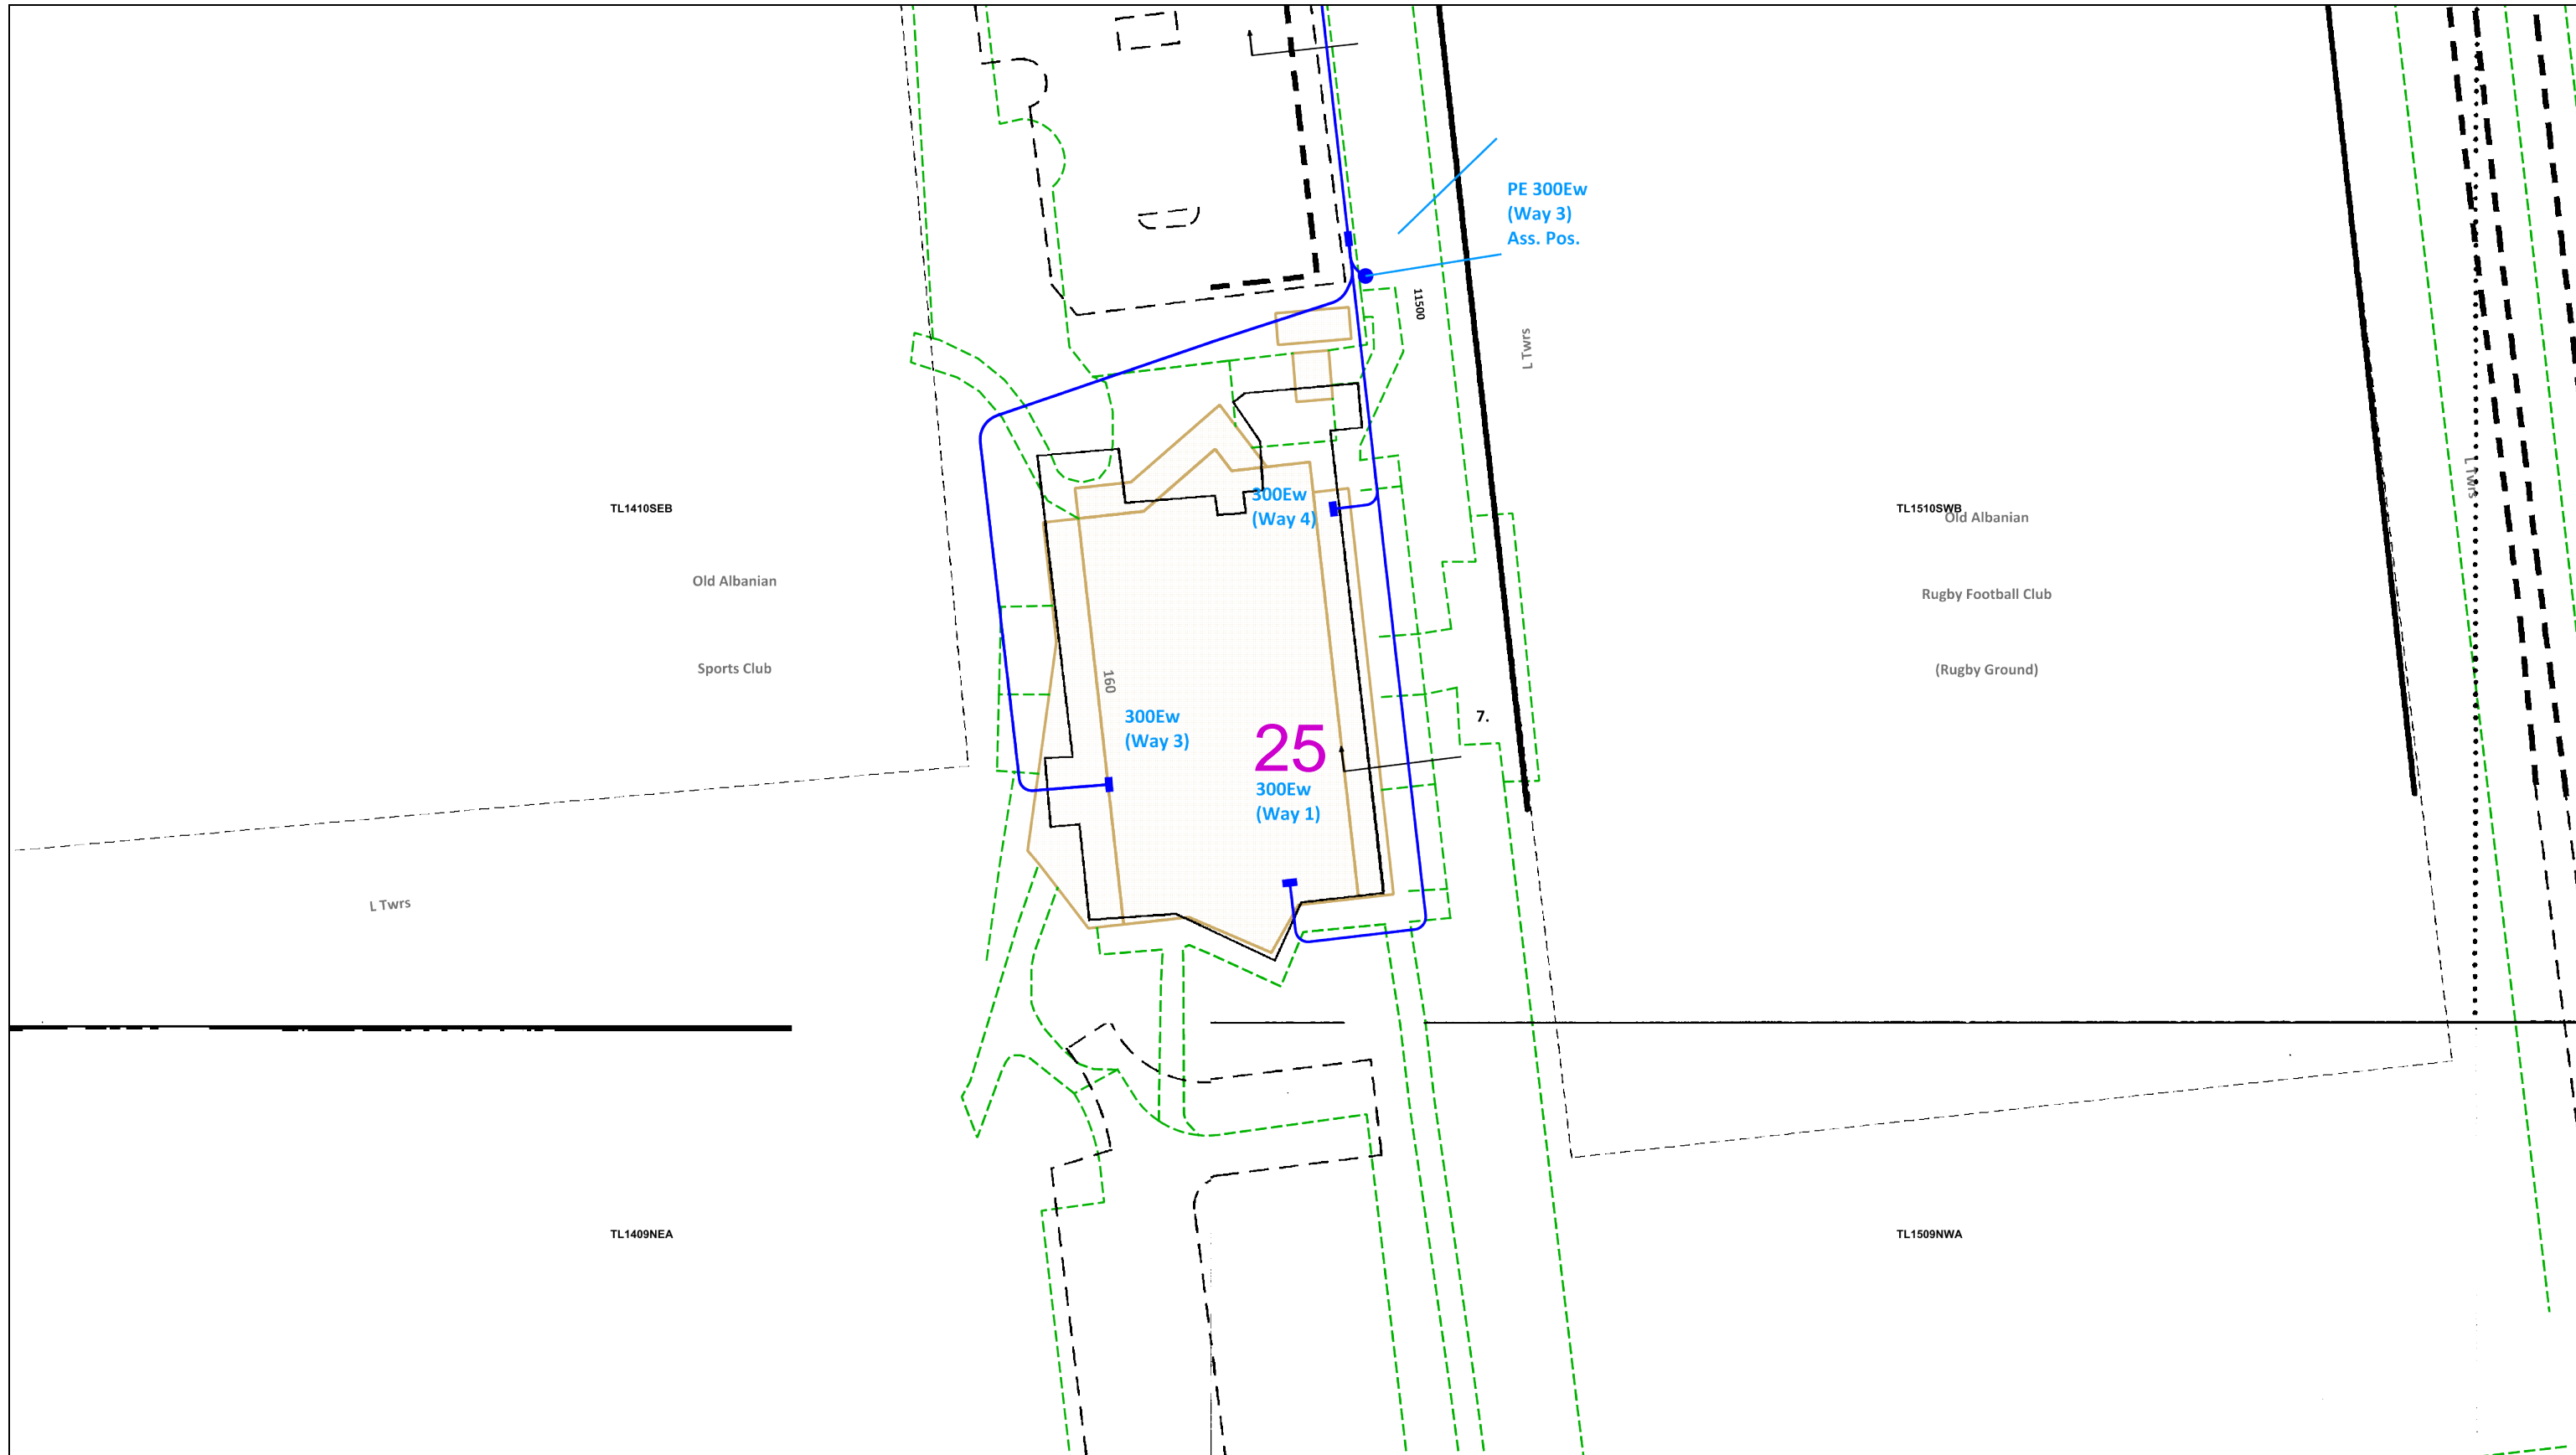 PE 300Ew
(Way 3)
Ass. Pos.
11500
L Twrs
L Twrs
TL1410SEB
300Ew
(Way 4)
TL1510SWB
Old Albanian
Old Albanian
Rugby Football Club
Sports Club
(Rugby Ground)
160
300Ew
(Way 3)
7.
25
300Ew
(Way 1)
L Twrs
TL1409NEA
TL1509NWA